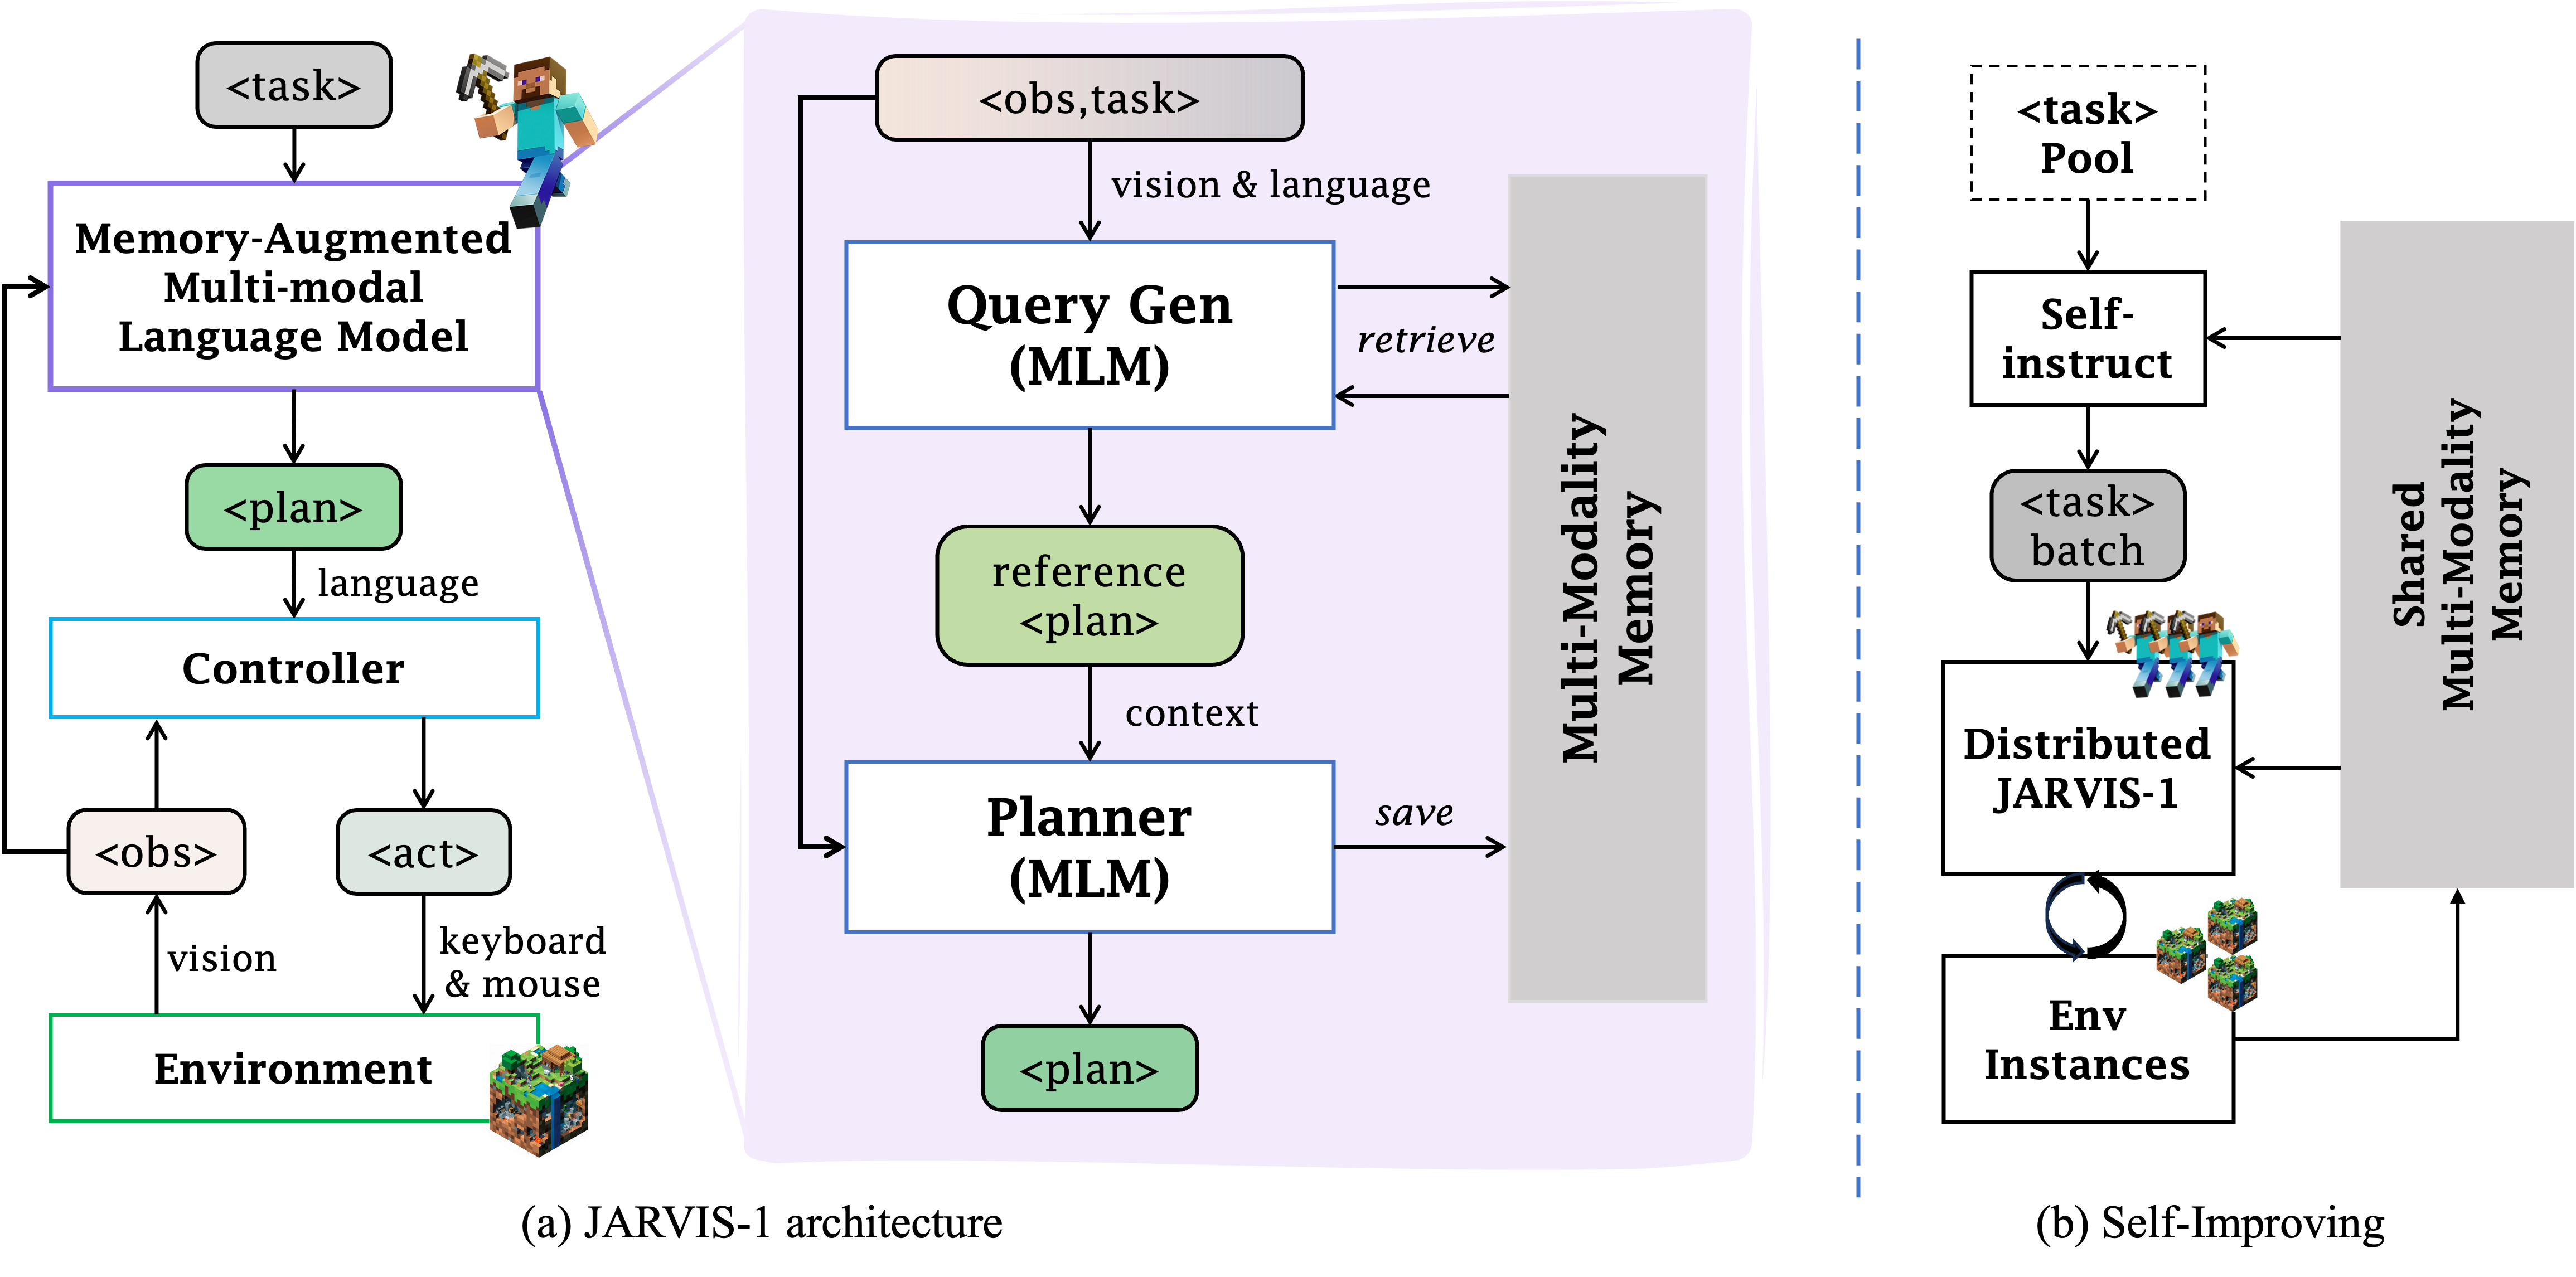 <task>
Memory-Augmented
Multi-modal
Language Model
<plan>
language
Controller
<obs>
<act>
vision
keyboard
& mouse
Environment
<obs,task>
vision & language
Query Gen
(MLM)
retrieve
reference
<plan>
context
Planner
(MLM)
save
<plan>
Multi-Modality
Memory
(a) JARVIS-1 architecture
<task>
Pool
Self-
instruct
<task>
batch
Distributed
JARVIS-1
Env
Instances
Shared
Multi-Modality
Memory
(b) Self-Improving